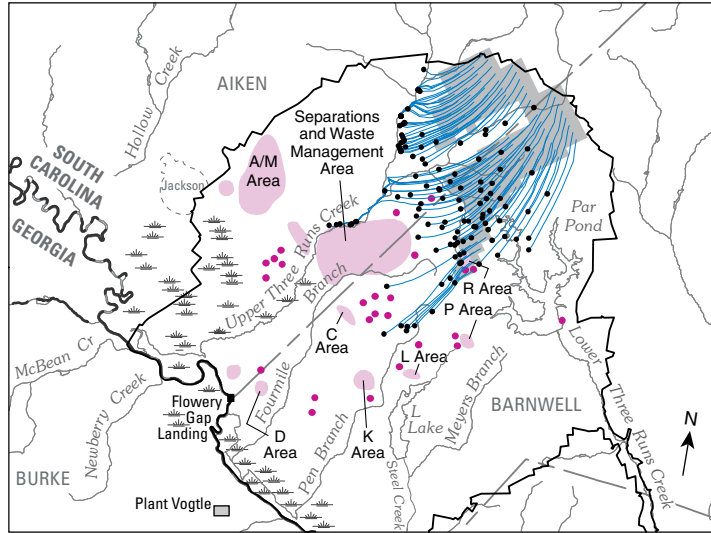 AIKEN
Hollow Creek
Separations
and Waste
Management
Area
A/M
Area
Jackson
SOUTH
CAROLINA
GEORGIA
Par
Pond
Upper Three Runs Creek
R Area
P Area
C
Area
L Area
McBean Cr
Newberry Creek
Flowery
Gap
Landing
Fourmile
Branch
D
Area
Pen Branch
K
Area
L
Lake
Steel Creek
Meyers Branch
BARNWELL
Lower Three Runs Creek
N
BURKE
Plant Vogtle